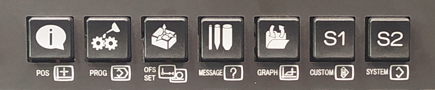 i S1 S2
POS PROG OFS
SET MESSAGE ? GRAPH CUSTOM SYSTEM